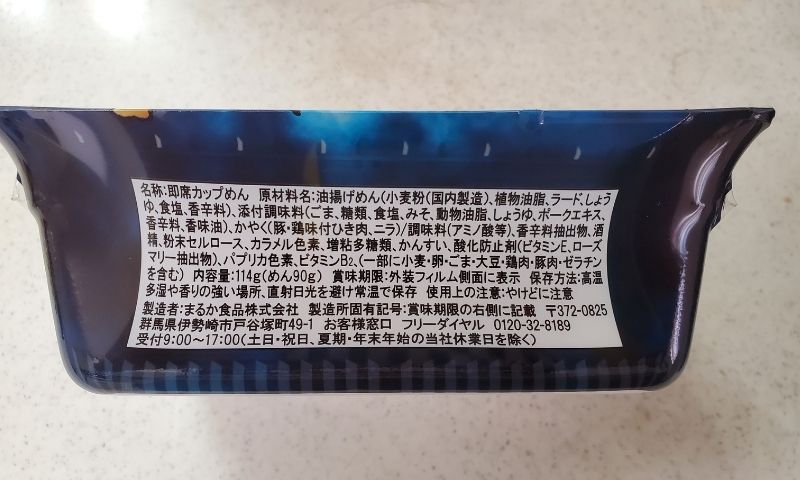 名称:即席カップめん 原材料名:油揚げめん(小麦粉(国内製造)、植物油脂、ラード、しょう
ゆ、食塩、香辛料)、添付調味料(ごま、糖類、食塩、みそ、動物油脂、しょうゆ、ポークエキス、
香辛料、香味油)、かやく(豚・鶏味付ひき肉、ニラ)/調味料(アミノ酸等)、香辛料抽出物、酒
精、粉末セルロース、カラメル色素、増粘多糖類、かんすい、酸化防止剤(ビタミンE、ローズ
マリー抽出物)、パプリカ色素、ビタミンB₂、(一部に小麦・卵・ごま・大豆・鶏肉・豚肉・ゼラチン
を含む) 内容量:114g(めん90g) 賞味期限:外装フィルム側面に表示 保存方法:高温
多湿や香りの強い場所、直射日光を避け常温で保存 使用上の注意:やけどに注意
製造者:まるか食品株式会社 製造所固有記号:賞味期限の右側に記載 〒372-0825
群馬県伊勢崎市戸谷塚町49-1 お客様窓口 フリーダイヤル 0120-32-8189
受付9:00～17:00(土日・祝日、夏期・年末年始の当社休業日を除く)